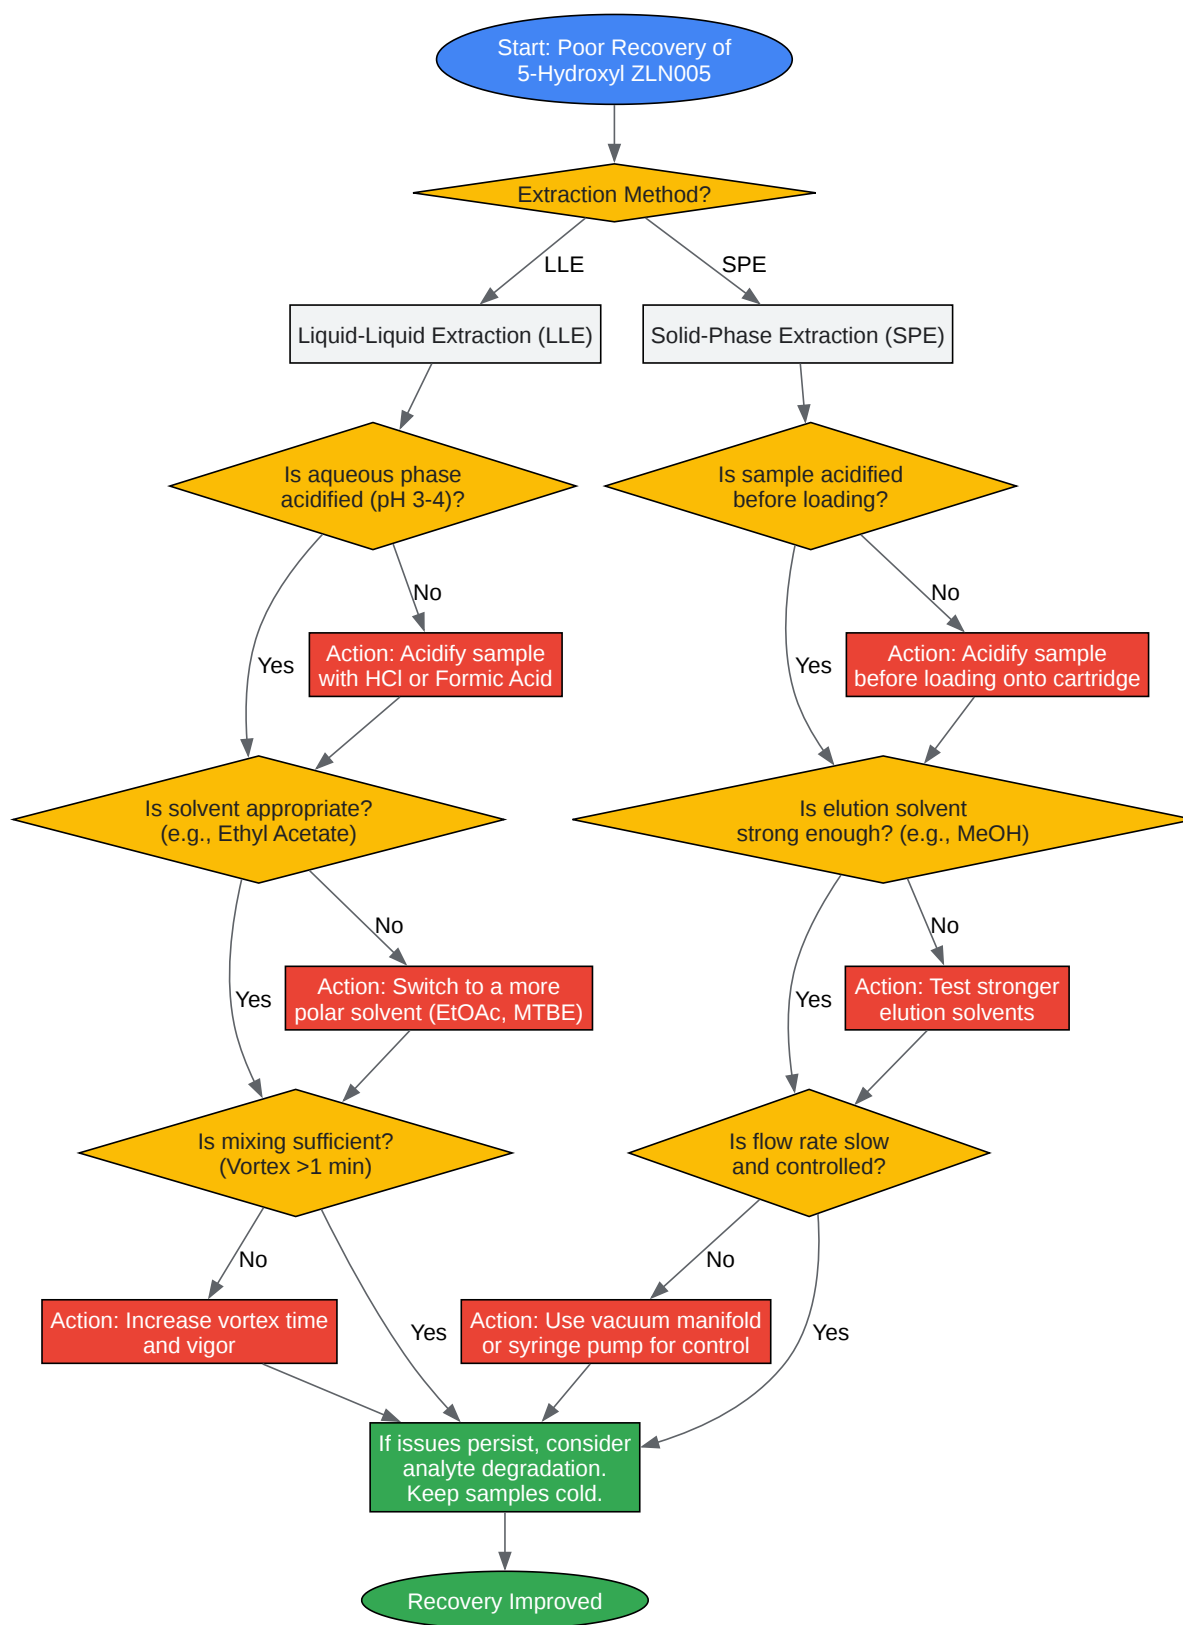 Start: Poor Recovery of
5-Hydroxyl ZLN005
Extraction Method?
LLE
SPE
Liquid-Liquid Extraction (LLE)
Solid-Phase Extraction (SPE)
Is aqueous phase
acidified (pH 3-4)?
Is sample acidified
before loading?
No
No
Yes
Action: Acidify sample
with HCl or Formic Acid
Yes
Action: Acidify sample
before loading onto cartridge
Is solvent appropriate?
(e.g., Ethyl Acetate)
Is elution solvent
strong enough? (e.g., MeOH)
No
No
Yes
Action: Switch to a more
polar solvent (EtOAc, MTBE)
Yes
Action: Test stronger
elution solvents
Is mixing sufficient?
(Vortex >1 min)
Is flow rate slow
and controlled?
No
No
Action: Increase vortex time
and vigor
Yes
Action: Use vacuum manifold
or syringe pump for control
Yes
If issues persist, consider
analyte degradation.
Keep samples cold.
Recovery Improved